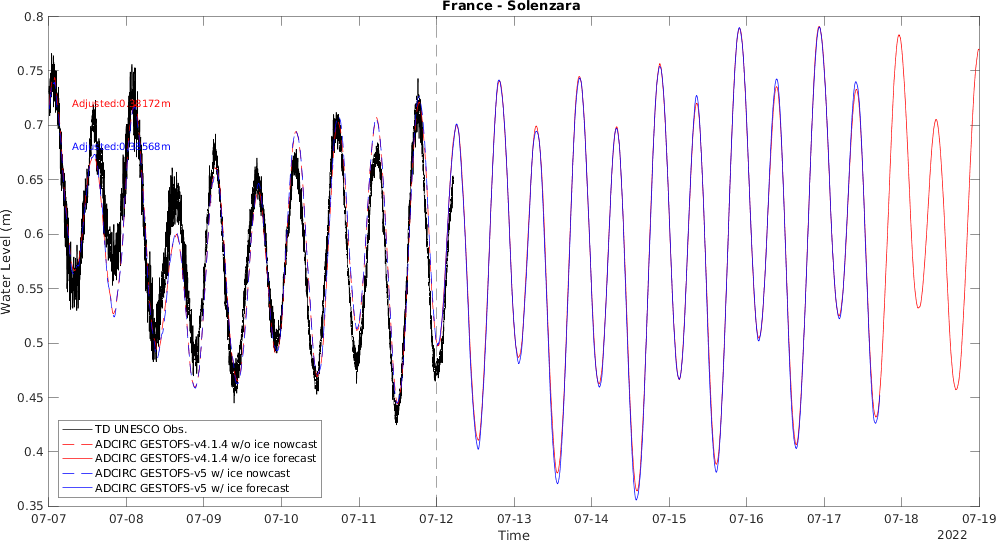 France - Solenzara
0.8
0.75
0.7
0.65
0.6
0.55
0.5
0.45
0.4
0.35
Water Level (m)
Adjusted:0.38172m
TD UNESCO Obs.
ADCIRC GESTOFS-v4.1.4 w/o ice nowcast
ADCIRC GESTOFS-v4.1.4 w/o ice forecast
ADCIRC GESTOFS-v5 w/ ice nowcast
ADCIRC GESTOFS-v5 w/ ice forecast
07-07 07-08 07-09 07-10 07-11 07-12 07-13 07-14 07-15 07-16 07-17 07-18 07-19
Time
2022